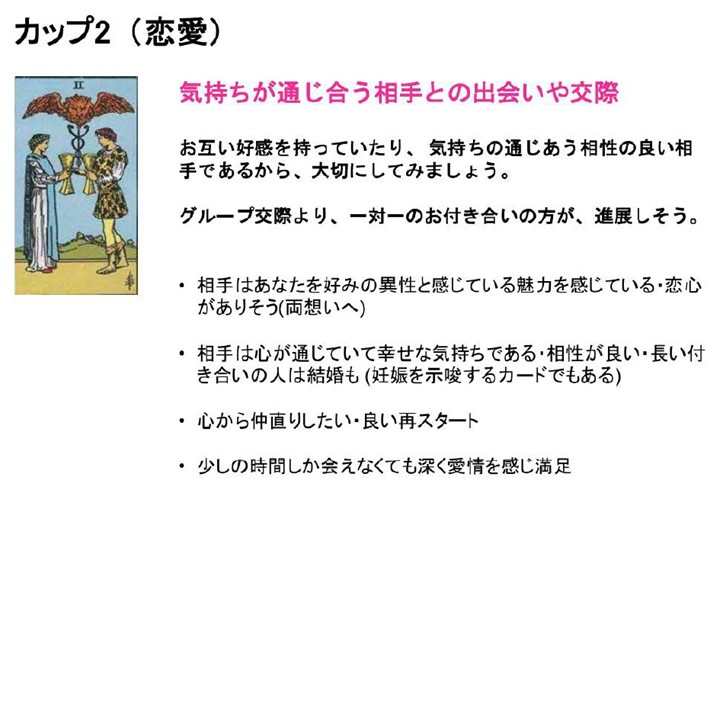 カップ2（恋愛）
II
気持ちが通じ合う相手との出会いや交際
お互い好感を持っていたり、気持ちの通じあう相性の良い相
手であるから、大切にしてみましょう。
グループ交際より、一対一のお付き合いの方が、進展しそう。
• 相手はあなたを好みの異性と感じている魅力を感じている・恋心
がありそう(両想いへ)
• 相手は心が通じていて幸せな気持ちである・相性が良い・長い付
き合いの人は結婚も (妊娠を示唆するカードでもある)
• 心から仲直りしたい・良い再スタート
• 少しの時間しか会えなくても深く愛情を感じ満足